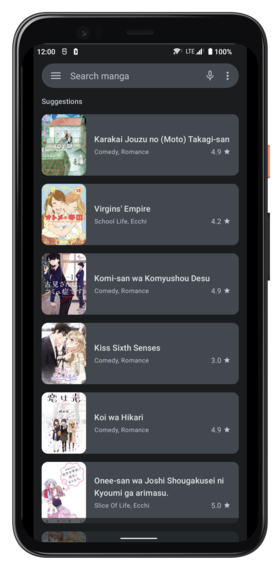 12:00 LTE 100%
Search manga
Suggestions
Karakai Jouzu no (Moto) Takagi-san
Comedy, Romance 4.9 ★
Virgins' Empire
School Life, Ecchi 4.2 ★
Komi-san wa Komyushou Desu
Comedy, Romance 4.9 ★
Kiss Sixth Senses
Comedy, Romance 3.0 ★
恋は光
Koi wa Hikari
Comedy, Romance 4.9 ★
Onee-san wa Joshi Shougakusei ni
Kyoumi ga arimasu.
Slice Of Life, Ecchi 5.0 ★